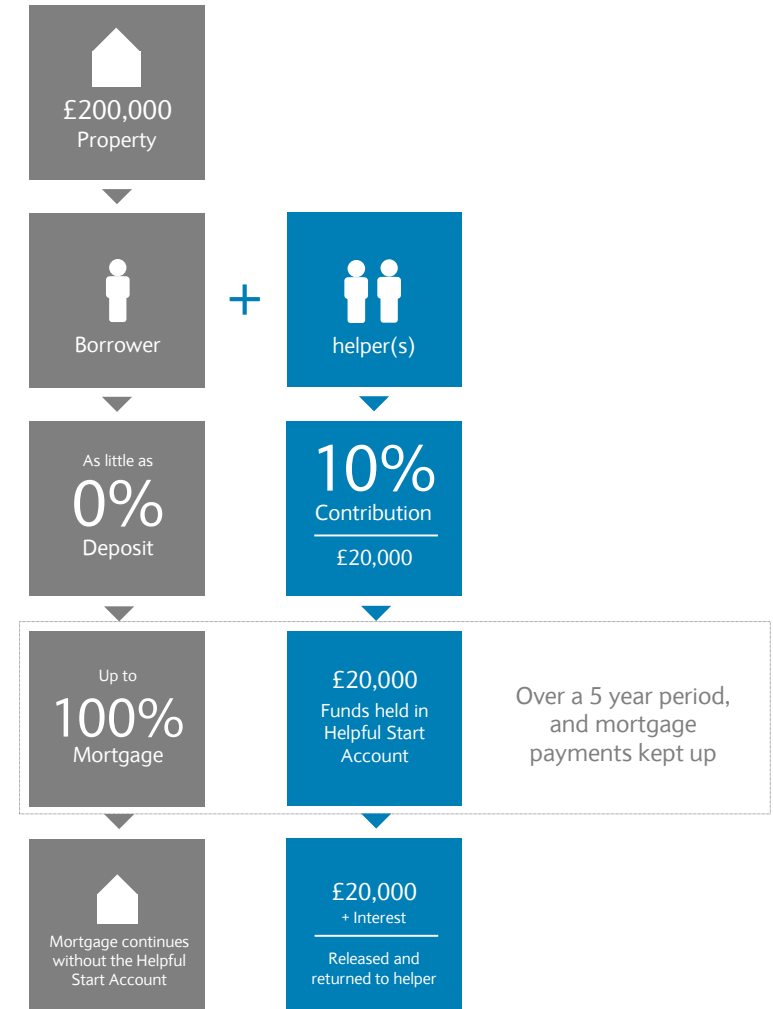 £200,000
Property
Borrower
+
helper(s)
As little as
0%
Deposit
10%
Contribution
£20,000
Up to
100%
Mortgage
£20,000
Funds held in
Helpful Start
Account
Over a 5 year period,
and mortgage
payments kept up
Mortgage continues
without the Helpful
Start Account
£20,000
+ Interest
Released and
returned to helper